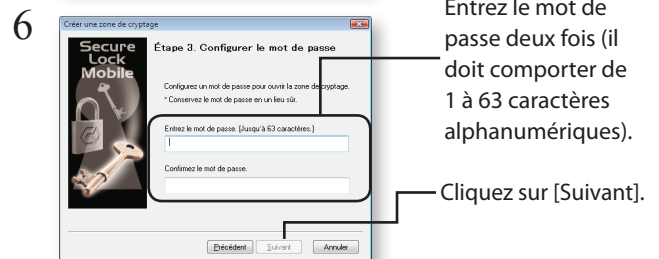 6
Créer une zone de cryptage
Secure
Lock
Mobile
Étape 3. Configurer le mot de passe
Configurez un mot de passe pour ouvrir la zone de cryptage.
* Conservez le mot de passe en un lieu sûr.
Entrez le mot de passe. [Jusqu'à 63 caractères.]
Confirmez le mot de passe.
Précédent
Suivant
Annuler
Entrez le mot de
passe deux fois (il
doit comporter de
1 à 63 caractères
alphanumériques).
Cliquez sur [Suivant].